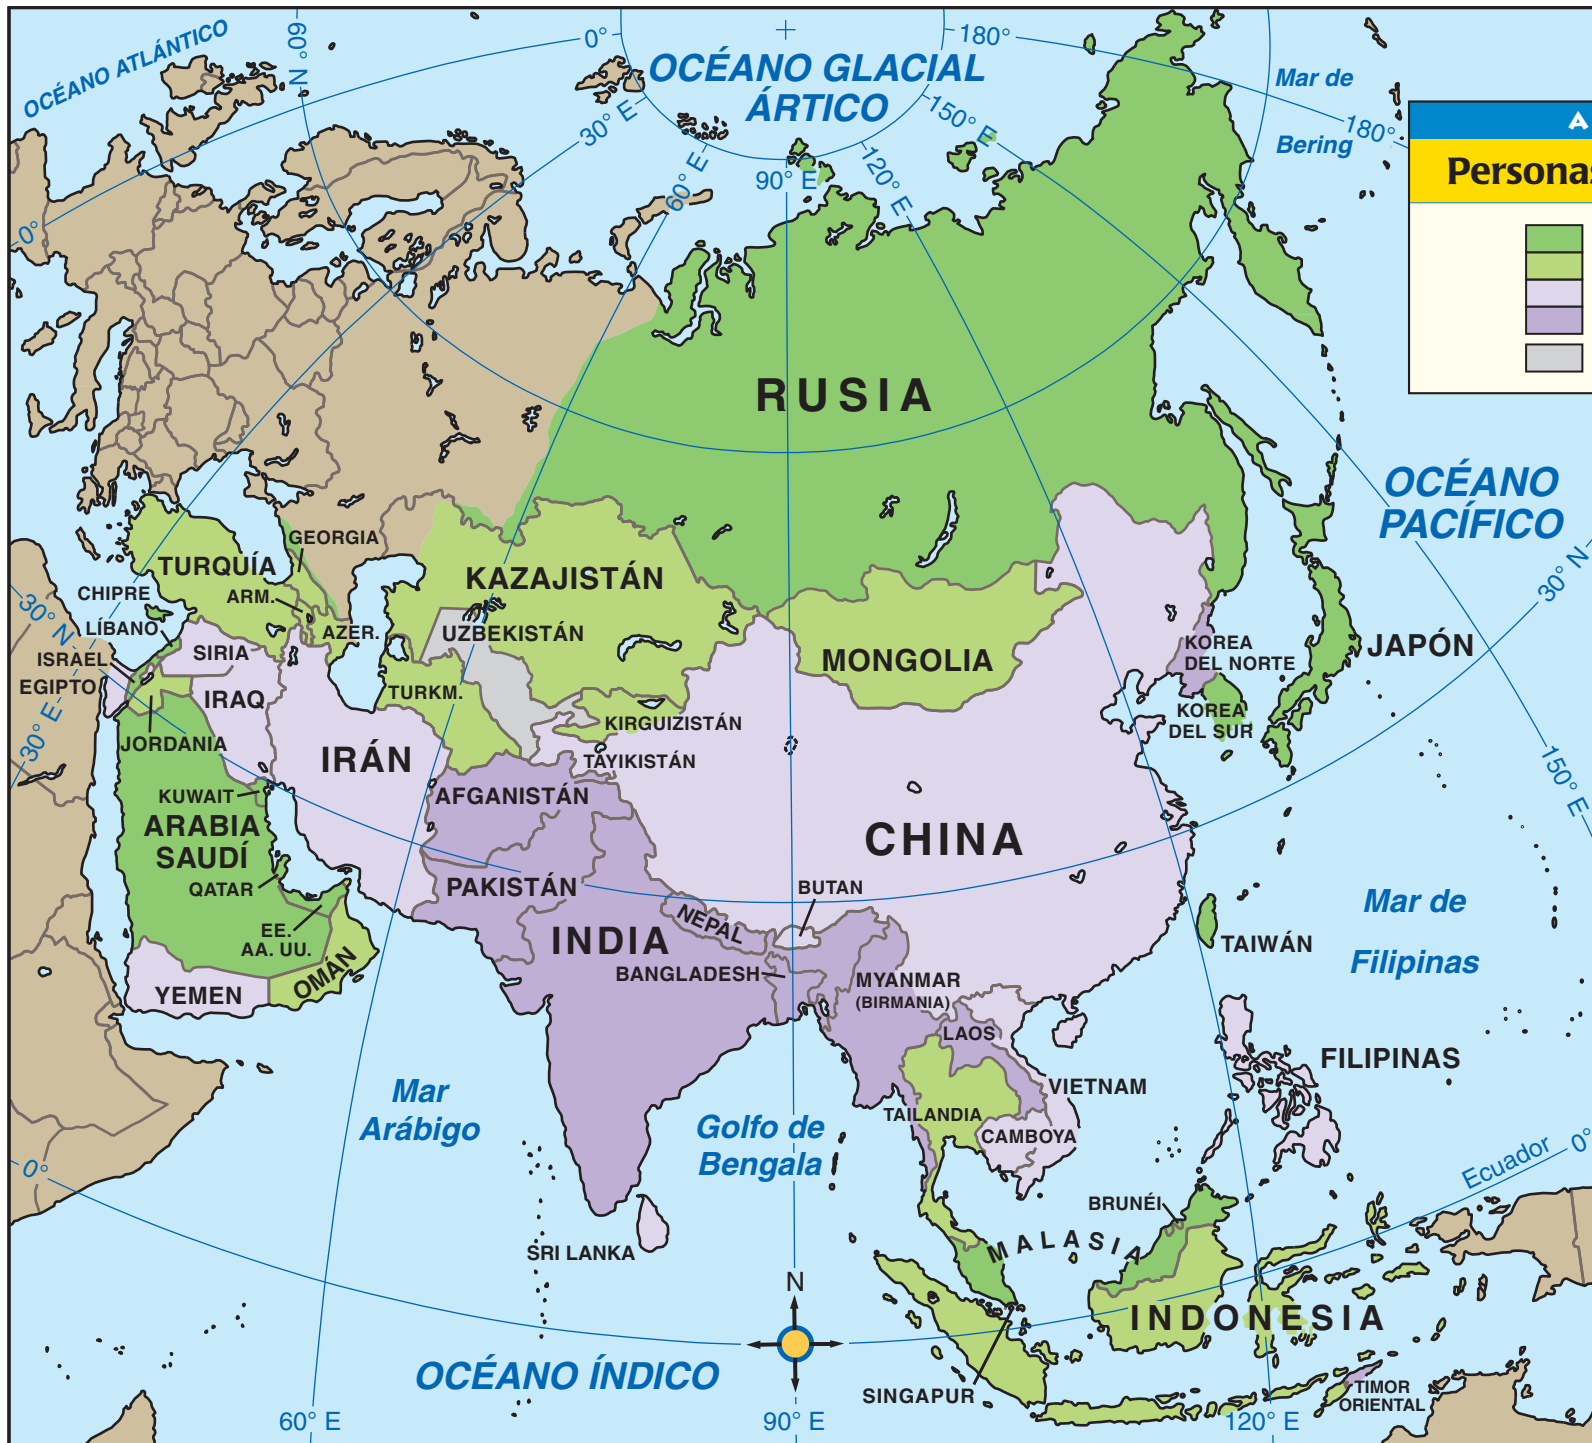 OCÉANO ATLÁNTICO
60° N
0°
OCÉANO GLACIAL
ÁRTICO
180°
Mar de
Bering
180°
30° E
60° E
90° E
120° E
150° E
A
Personas
0°
RUSIA
OCÉANO
PACÍFICO
30° N
GEORGIA
TURQUÍA
KAZAJISTÁN
CHIPRE
ARM.
30° N
LÍBANO
AZER.
UZBEKISTÁN
ISRAEL
SIRIA
MONGOLIA
KOREA
DEL NORTE
JAPÓN
EGIPTO
IRAQ
TURKM.
KIRGUIZISTÁN
KOREA
DEL SUR
30° E
JORDANIA
IRÁN
TAYIKISTÁN
150° E
KUWAIT
AFGANISTÁN
ARABIA
SAUDÍ
CHINA
QATAR
PAKISTÁN
BUTAN
EE.
AA. UU.
NEPAL
INDIA
Mar de
Filipinas
TAIWÁN
OMÁN
BANGLADESH
MYANMAR
(BIRMANIA)
YEMEN
LAOS
FILIPINAS
Mar
Arábigo
VIETNAM
Golfo de
Bengala
TAILANDIA
CAMBOYA
0°
Ecuador
0°
BRUNÉI
SRI LANKA
MALASIA
N
INDONESIA
OCÉANO ÍNDICO
SINGAPUR
TIMOR
ORIENTAL
60° E
90° E
120° E